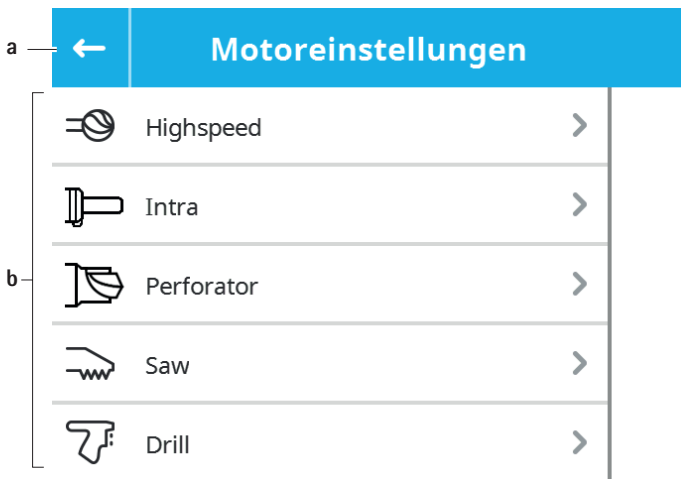 a
Motoreinstellungen
Highspeed
Intra
b
Perforator
Saw
Drill